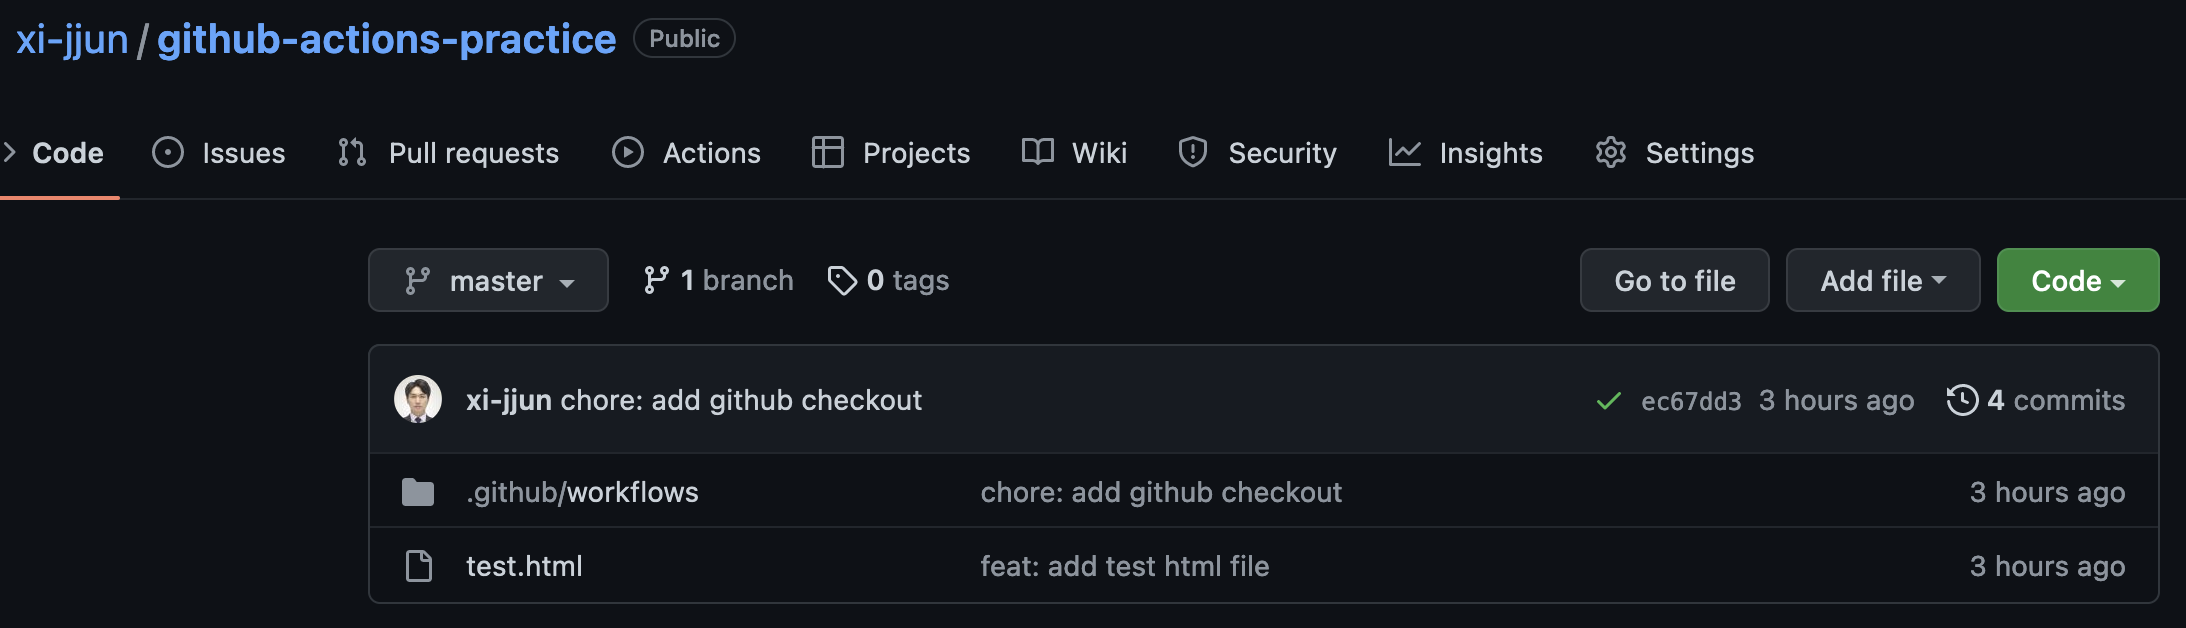 xi-jjun / github-actions-practice Public
Code Issues Pull requests Actions Projects Wiki Security Insights Settings
master 1 branch 0 tags Go to file Add file Code
xi-jjun chore: add github checkout ec67dd3 3 hours ago 4 commits
.github/workflows chore: add github checkout 3 hours ago
test.html feat: add test html file 3 hours ago